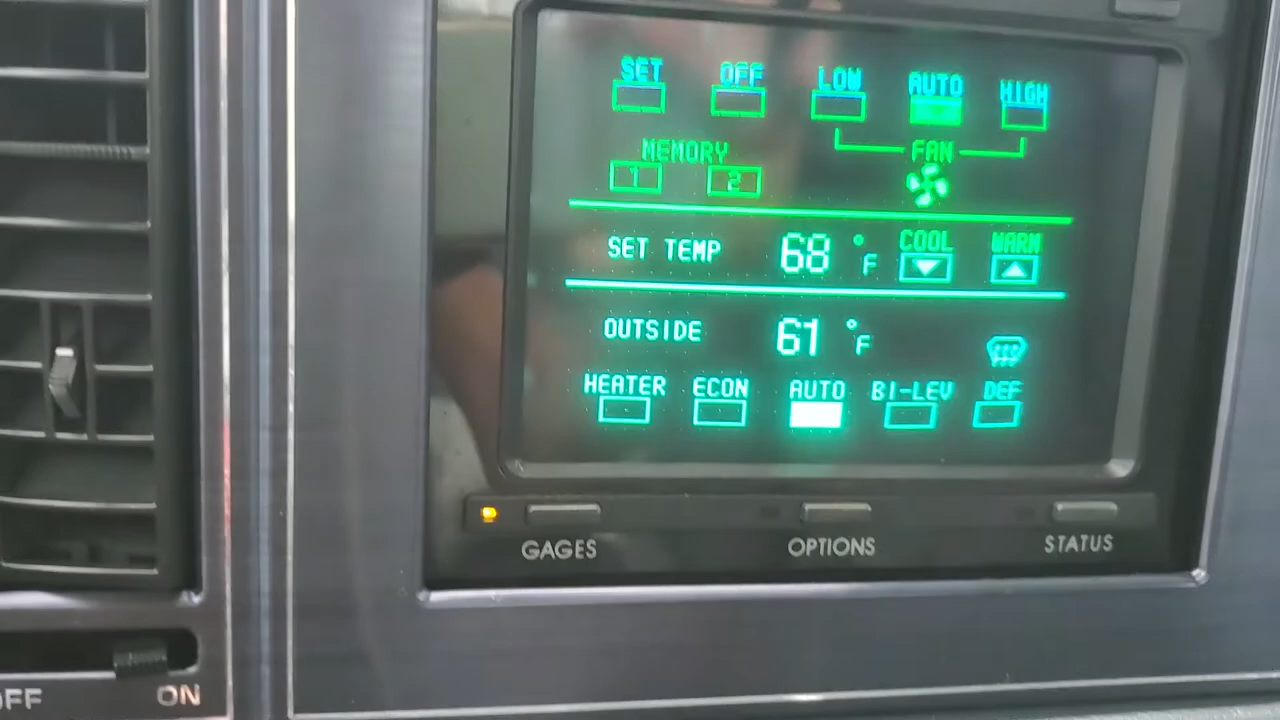 SET OFF LOW AUTO HIGH
MEMORY FAN
1 2
SET TEMP 68 °F COOL WARM
OUTSIDE 61 °F
HEATER ECON AUTO BI-LEV DEF
GAGES OPTIONS STATUS
OFF ON